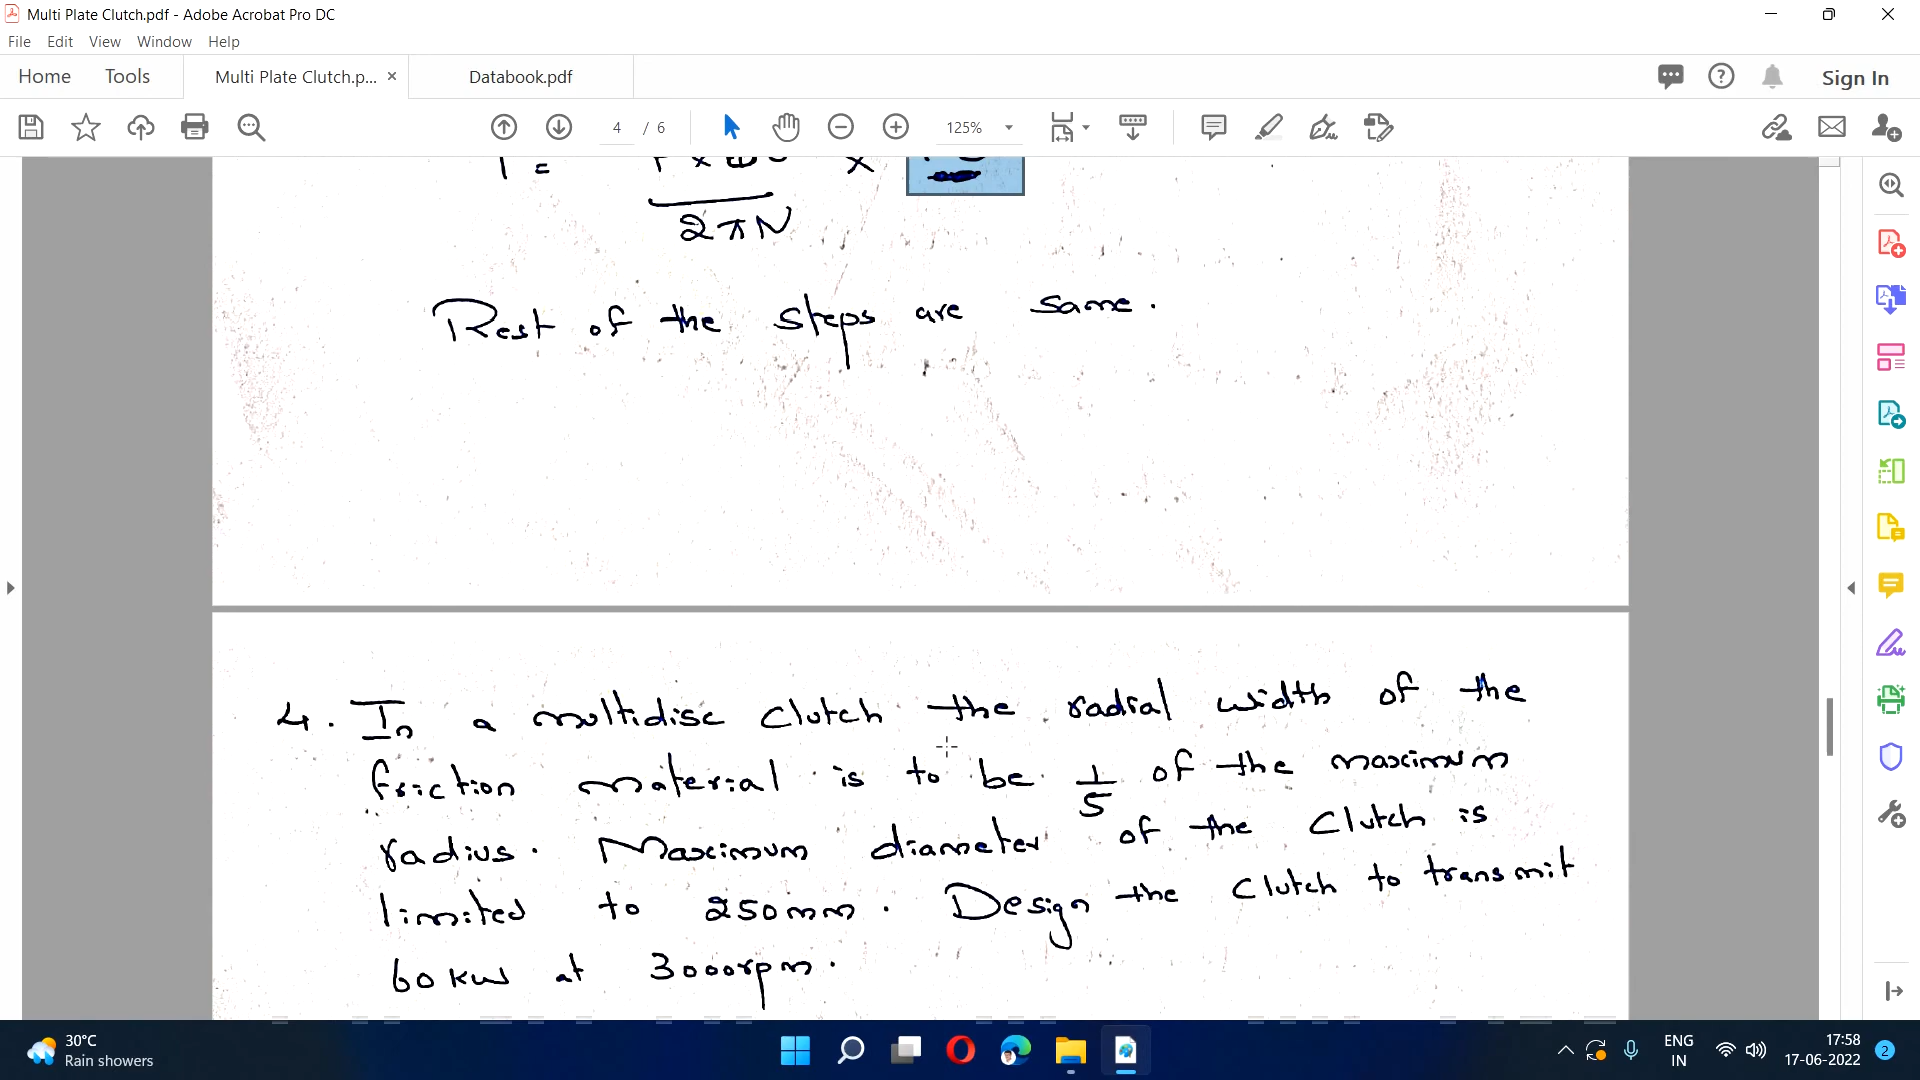 Multi Plate Clutch.pdf - Adobe Acrobat Pro DC
File Edit View Window Help
Home Tools Multi Plate Clutch.p... × Databook.pdf Sign In
4 / 6 125%
2πN
Rest of the steps are same.
4. In a multidisc clutch the radial width of the
friction material is to be 1/5 of the maximum
radius. Maximum diameter of the clutch is
limited to 250mm. Design the clutch to transmit
60 kw at 3000rpm.
30°C
Rain showers
ENG
IN
17:58
17-06-2022
2